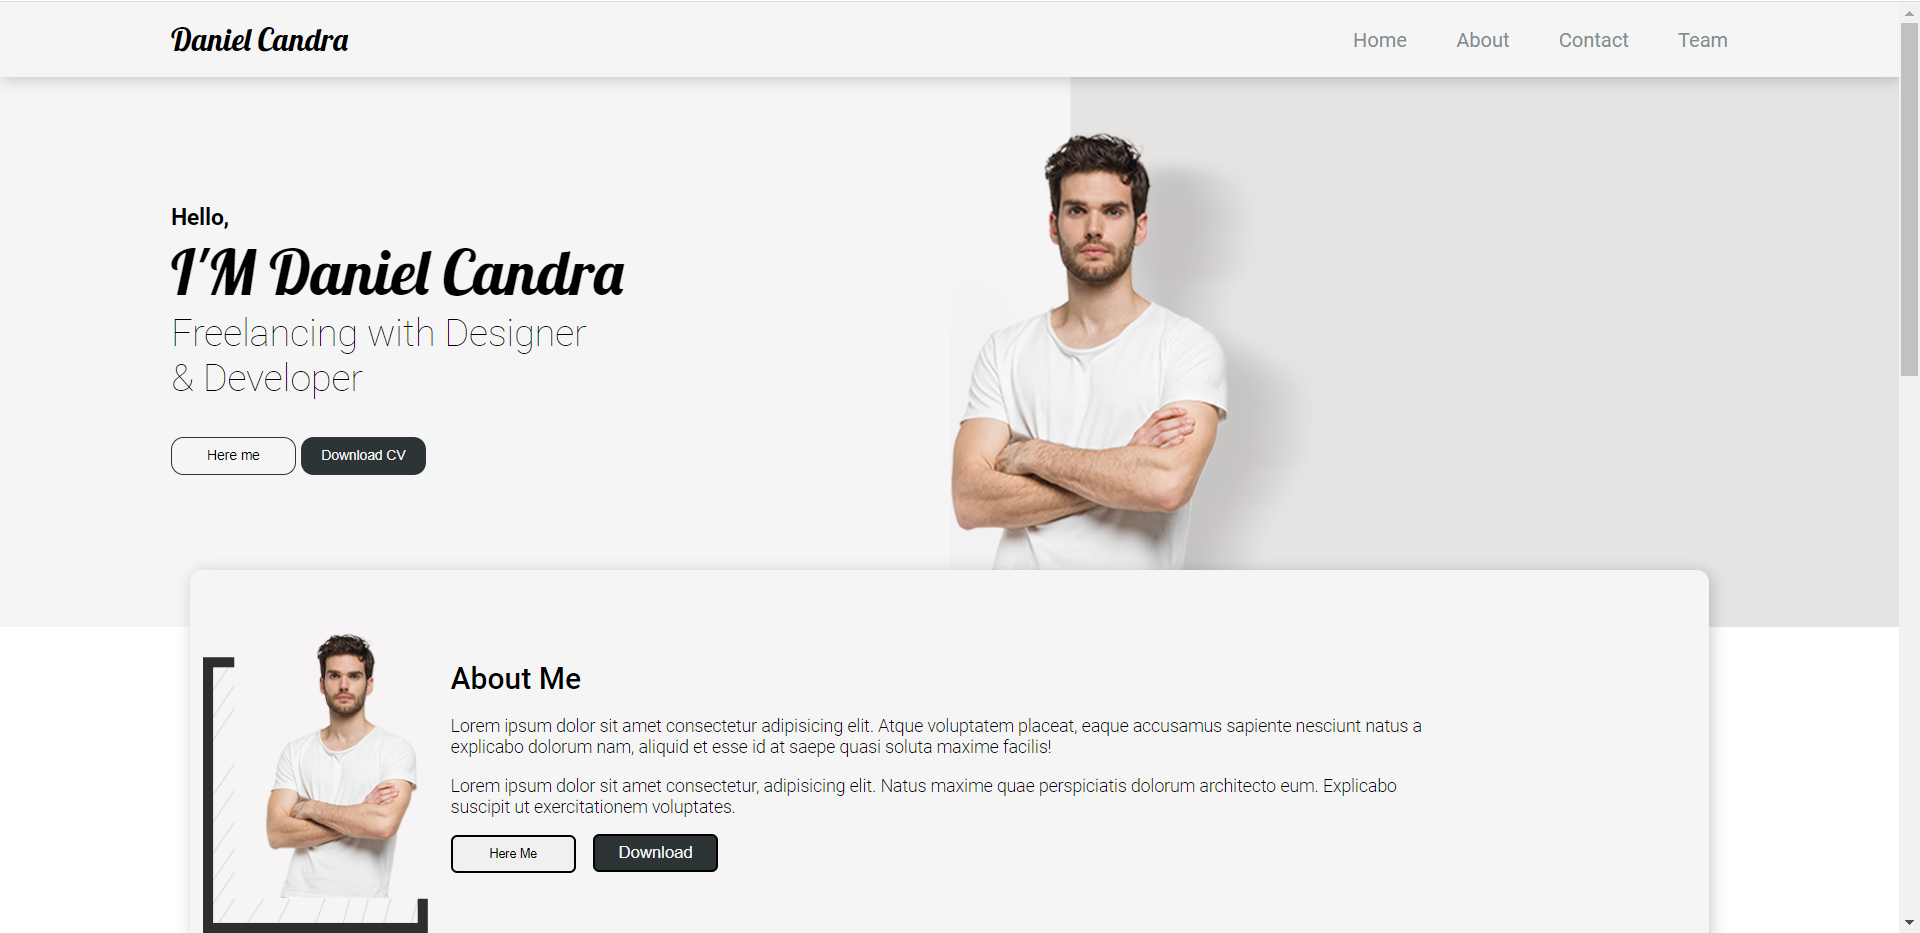 Daniel Candra
Home About Contact Team
Hello,
I'M Daniel Candra
Freelancing with Designer
& Developer
Here me Download CV
About Me
Lorem ipsum dolor sit amet consectetur adipisicing elit. Atque voluptatem placeat, eaque accusamus sapiente nesciunt natus a
explicabo dolorum nam, aliquid et esse id at saepe quasi soluta maxime facilis!
Lorem ipsum dolor sit amet consectetur, adipisicing elit. Natus maxime quae perspiciatis dolorum architecto eum. Explicabo
suscipit ut exercitationem voluptates.
Here Me Download